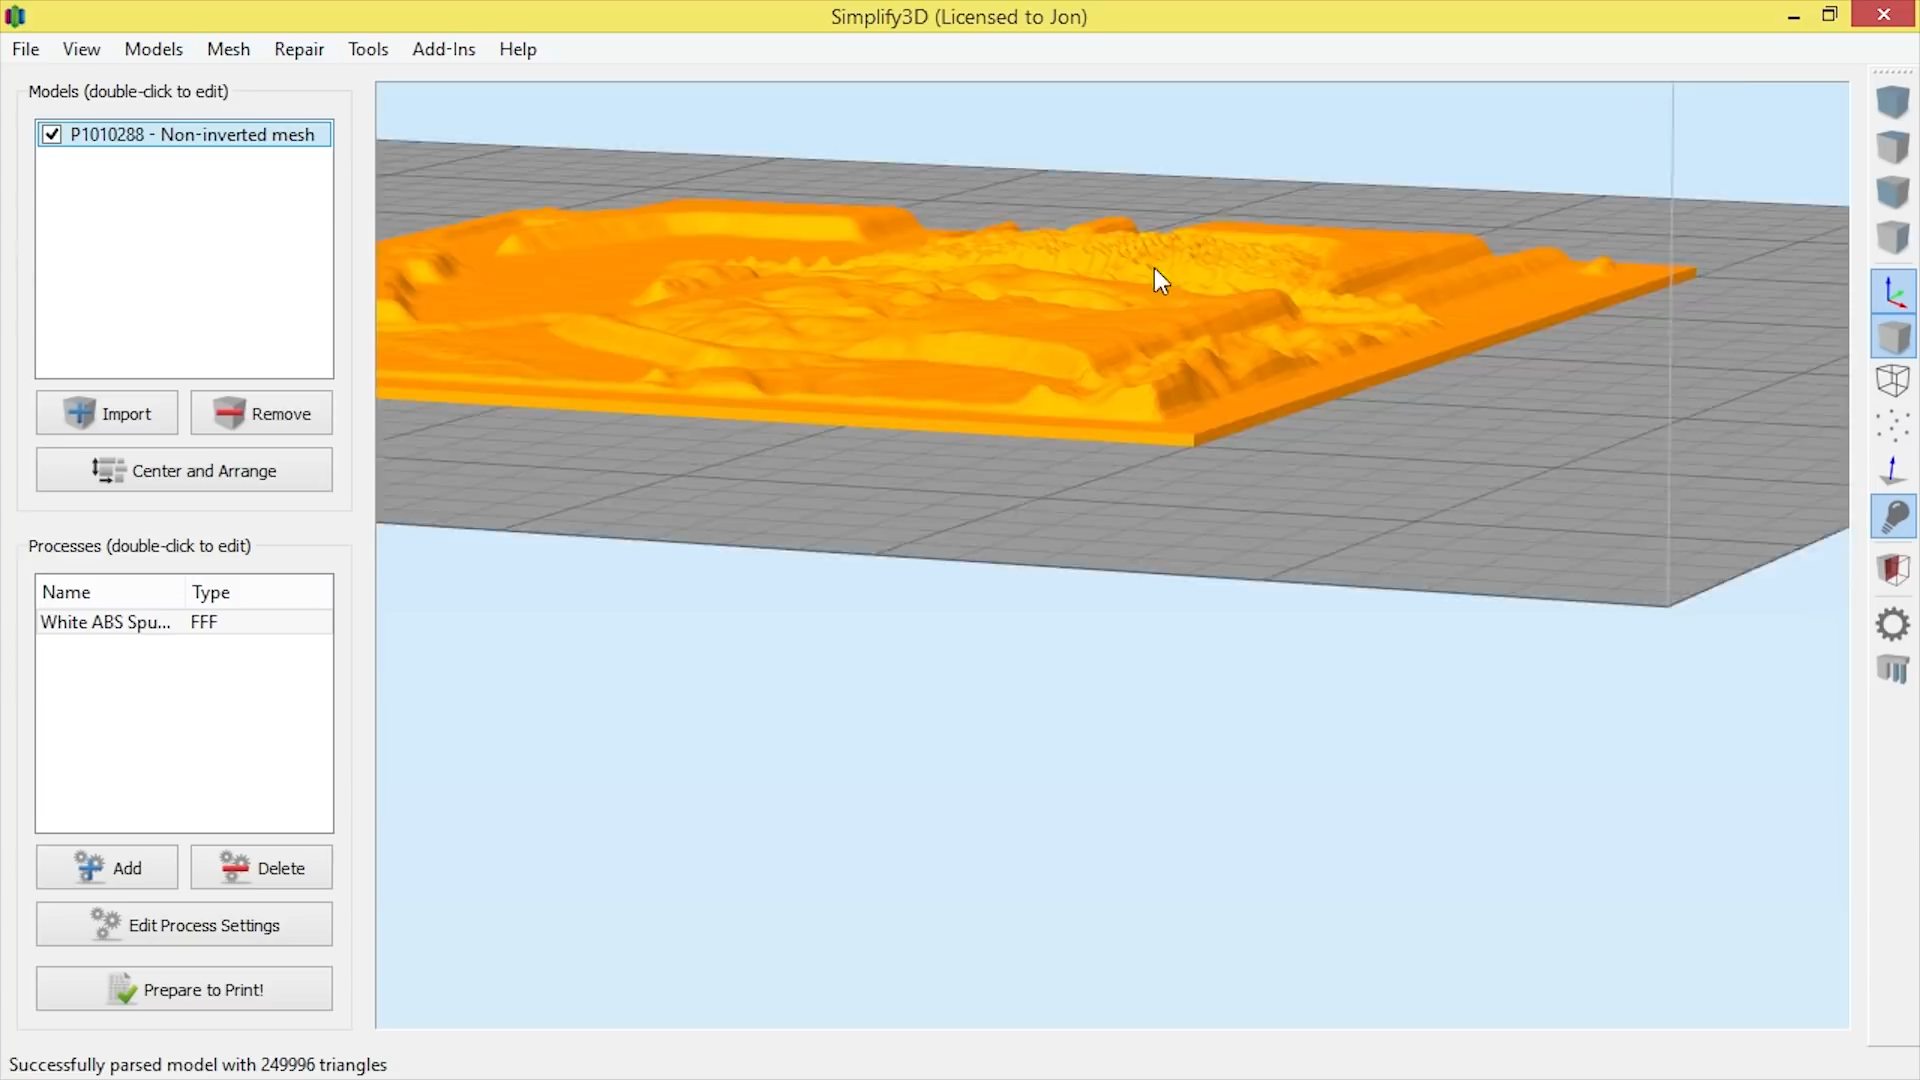 Simplify3D (Licensed to Jon)
File View Models Mesh Repair Tools Add-Ins Help
Models (double-click to edit)
P1010288 - Non-inverted mesh
Import Remove
Center and Arrange
Processes (double-click to edit)
Name Type
White ABS Spu... FFF
Add Delete
Edit Process Settings
Prepare to Print!
Successfully parsed model with 249996 triangles